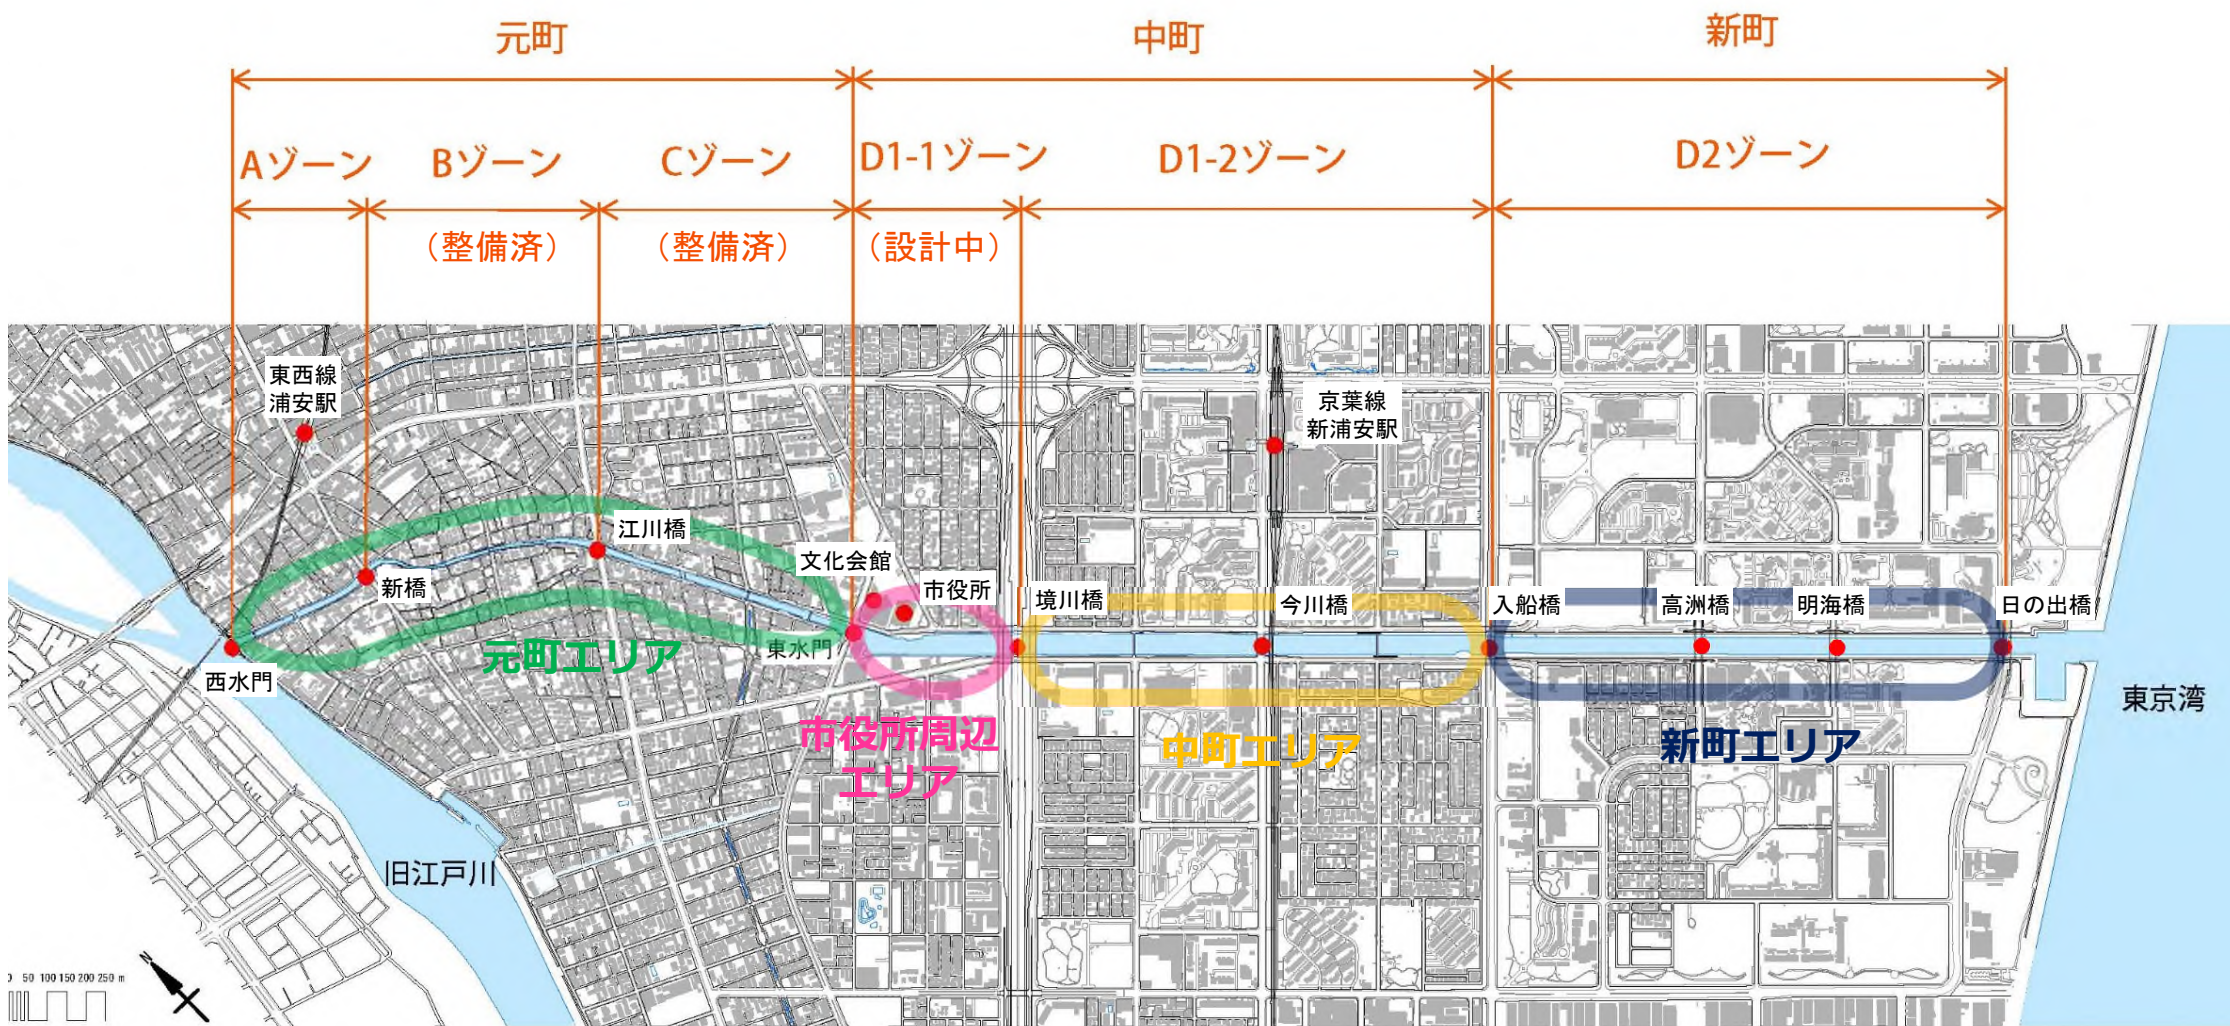 元町
中町
新町
Aゾーン
Bゾーン
Cゾーン
D1-1ゾーン
D1-2ゾーン
D2ゾーン
（整備済）
（整備済）
（設計中）
東西線
浦安駅
京葉線
新浦安駅
江川橋
文化会館
新橋
市役所
境川橋
今川橋
入船橋
高洲橋
明海橋
日の出橋
東水門
元町エリア
西水門
東京湾
市役所周辺
エリア
中町エリア
新町エリア
旧江戸川
N
0 50 100 150 200 250 m